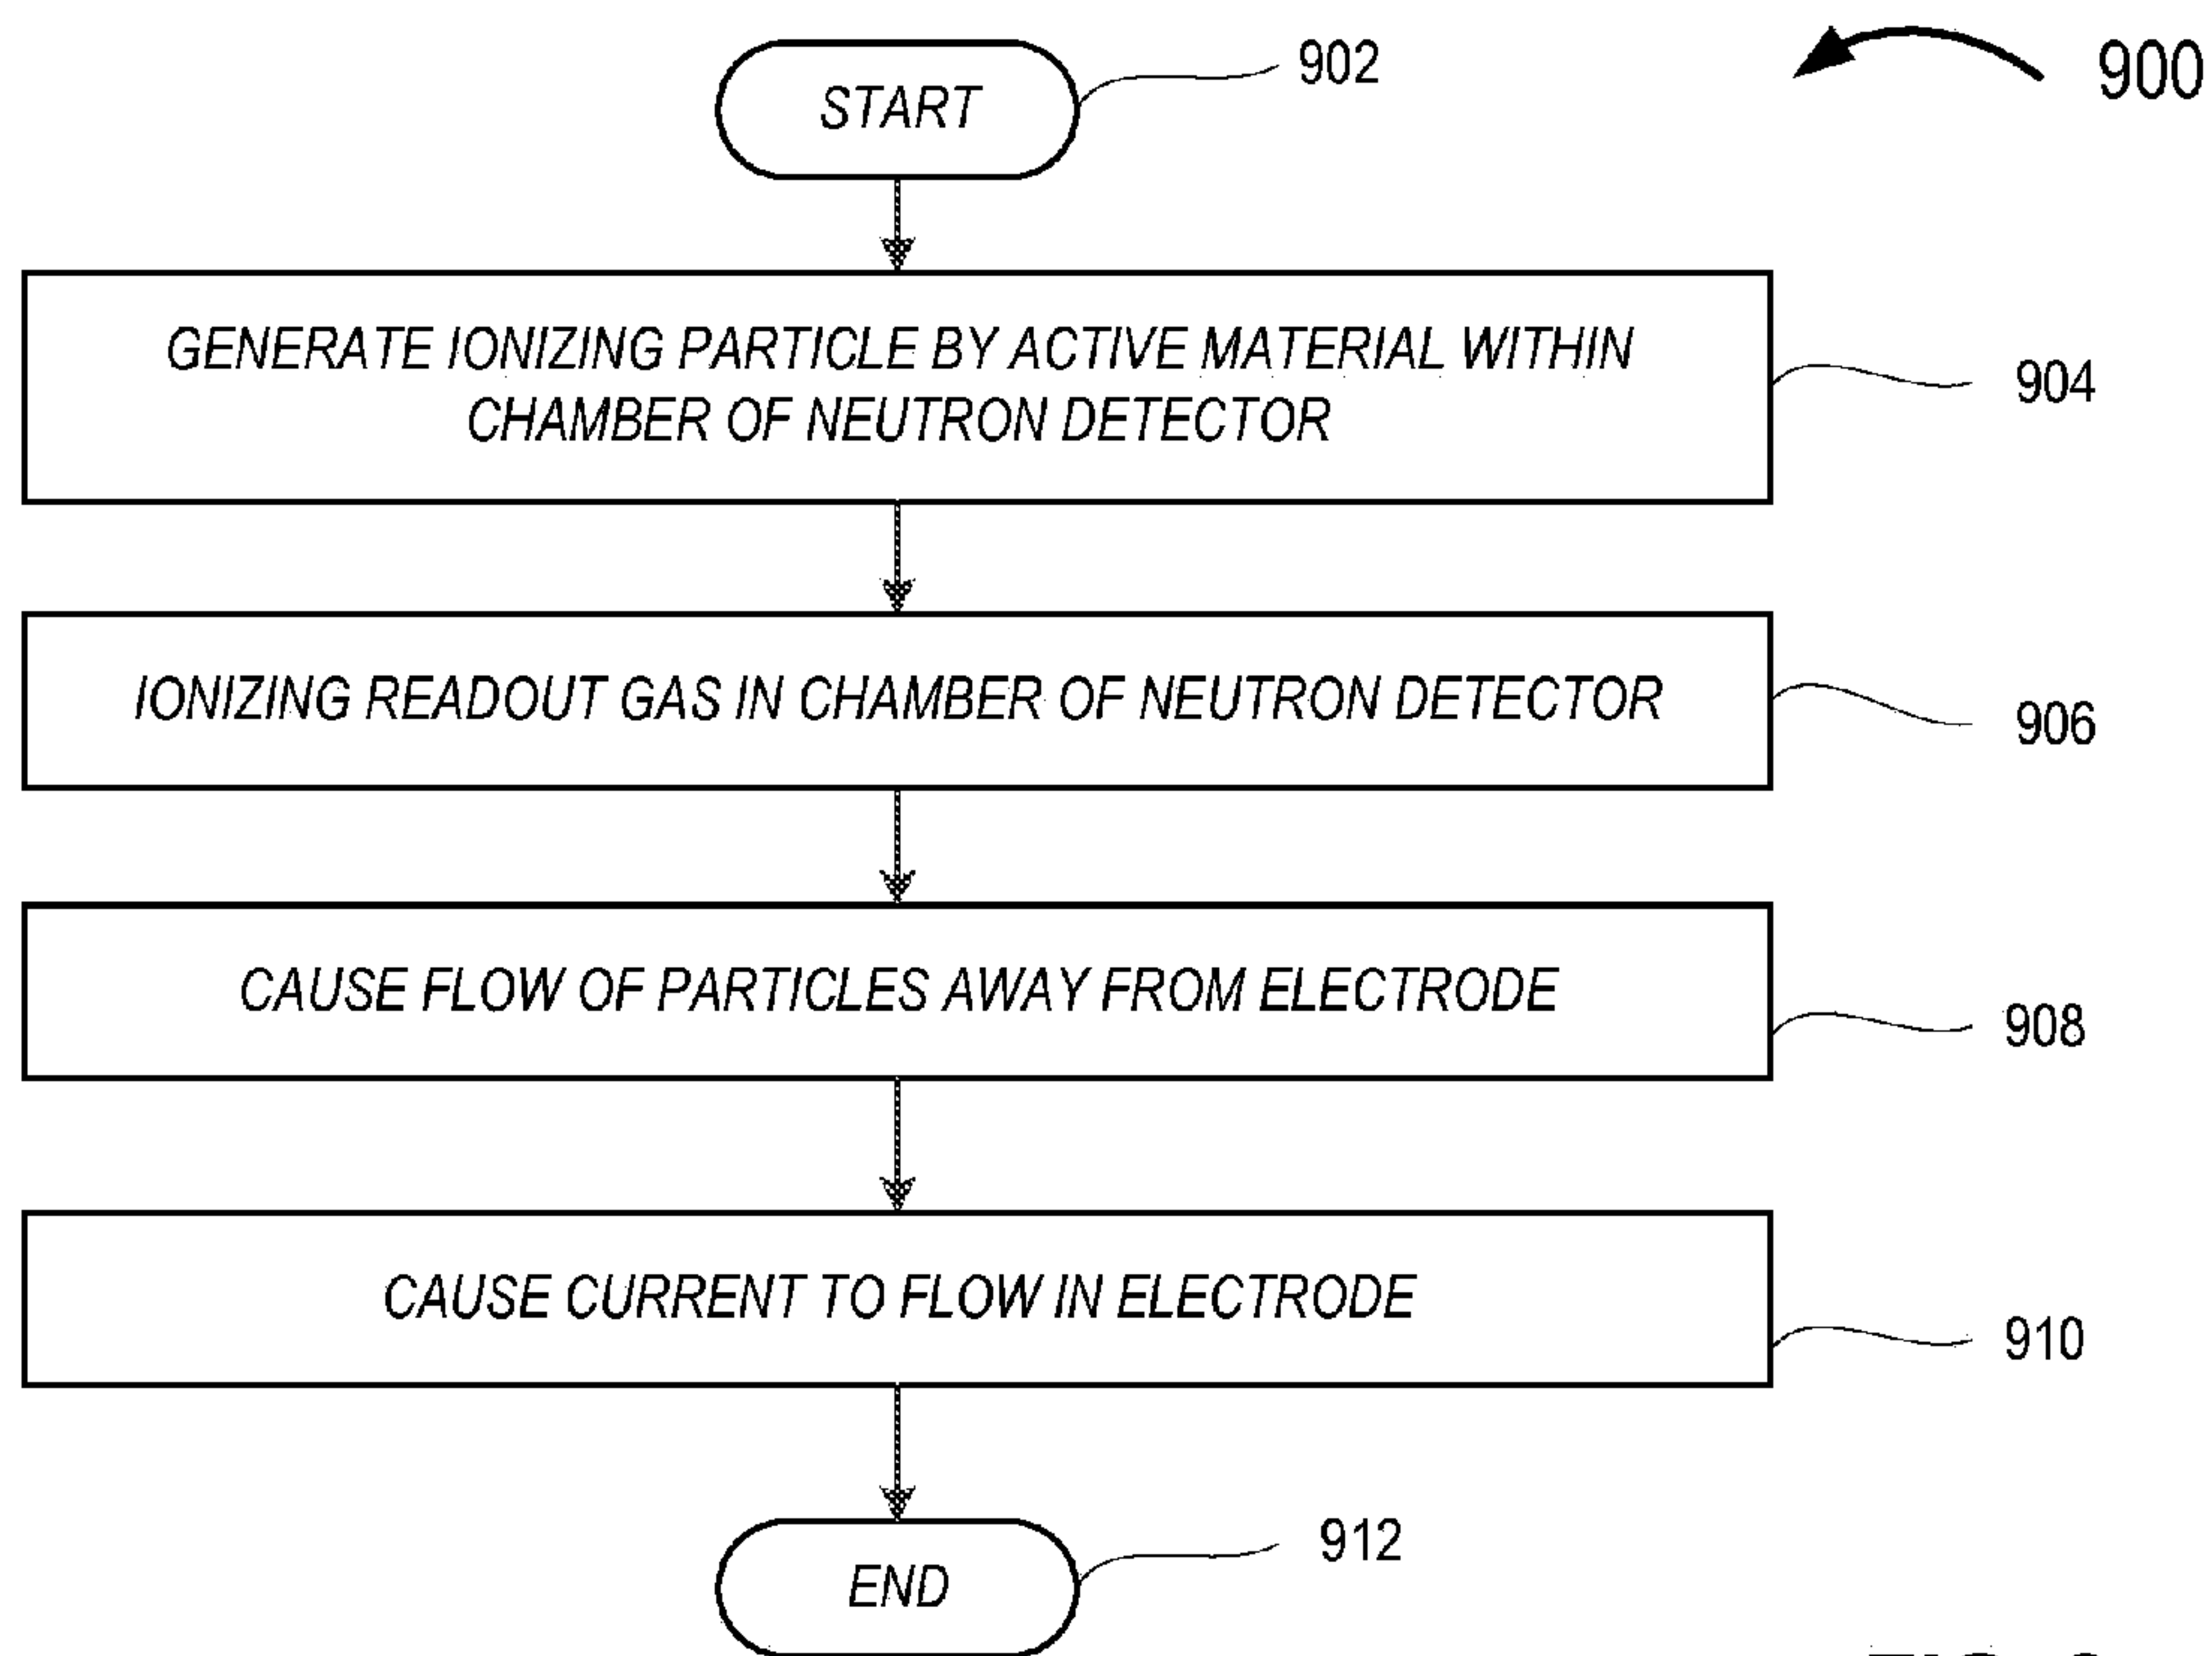 900
START
902
GENERATE IONIZING PARTICLE BY ACTIVE MATERIAL WITHIN
CHAMBER OF NEUTRON DETECTOR
904
IONIZING READOUT GAS IN CHAMBER OF NEUTRON DETECTOR
906
CAUSE FLOW OF PARTICLES AWAY FROM ELECTRODE
908
CAUSE CURRENT TO FLOW IN ELECTRODE
910
END
912